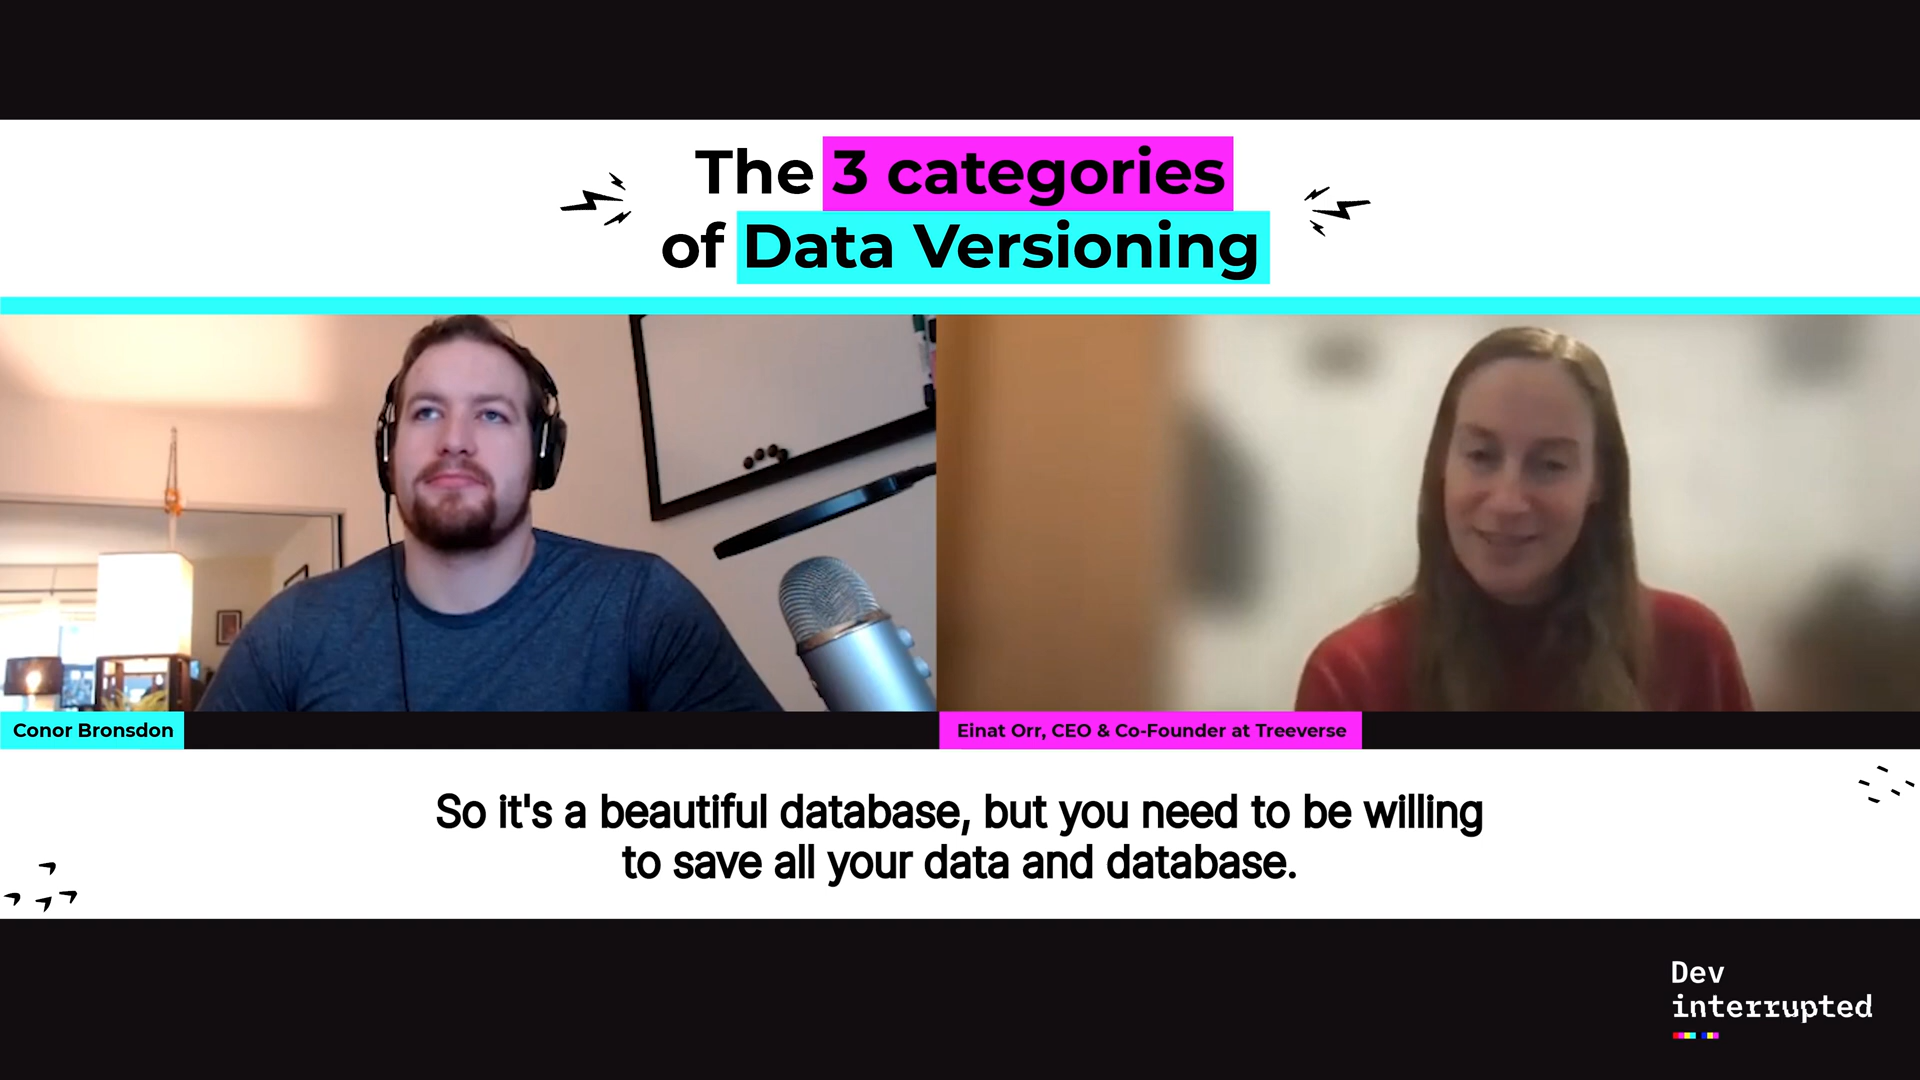 The 3 categories
of Data Versioning
Conor Bronsdon
Einat Orr, CEO & Co-Founder at Treeverse
So it's a beautiful database, but you need to be willing
to save all your data and database.
Dev
interrupted